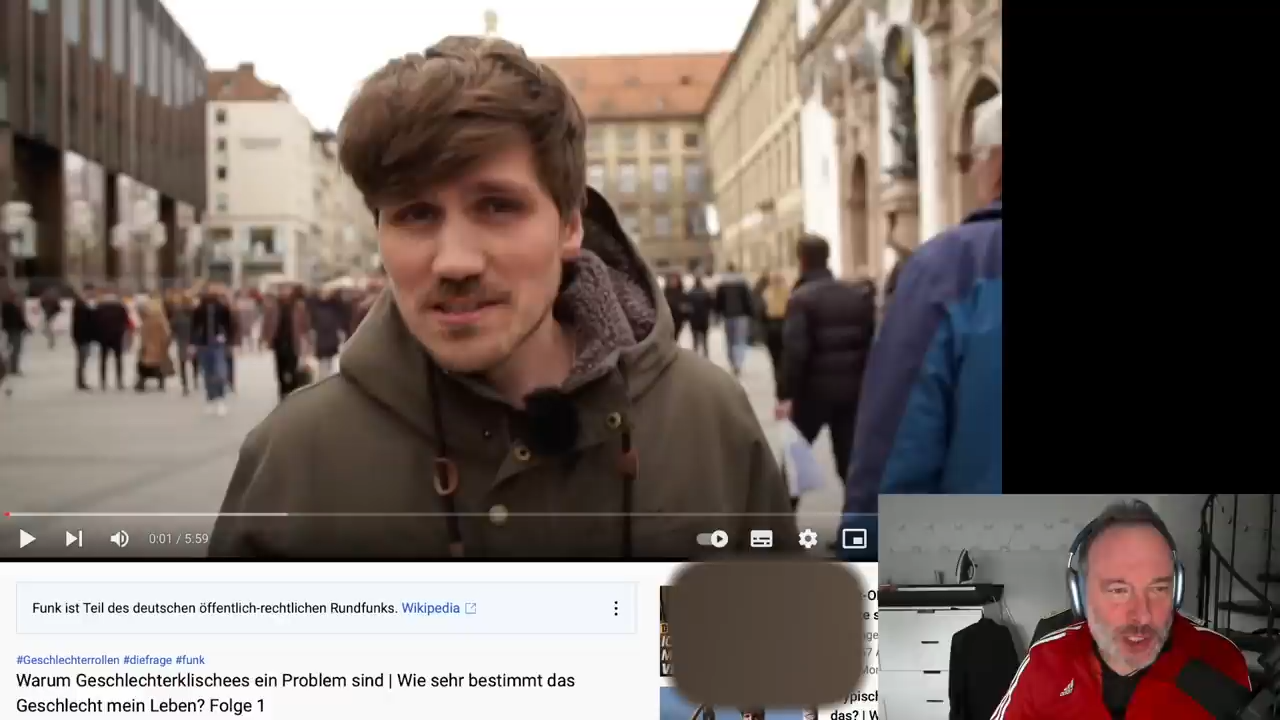 0:01 / 5:59
Funk ist Teil des deutschen öffentlich-rechtlichen Rundfunks. Wikipedia
#Geschlechterrollen #diefrage #funk
Warum Geschlechterklischees ein Problem sind | Wie sehr bestimmt das
Geschlecht mein Leben? Folge 1
das? | W